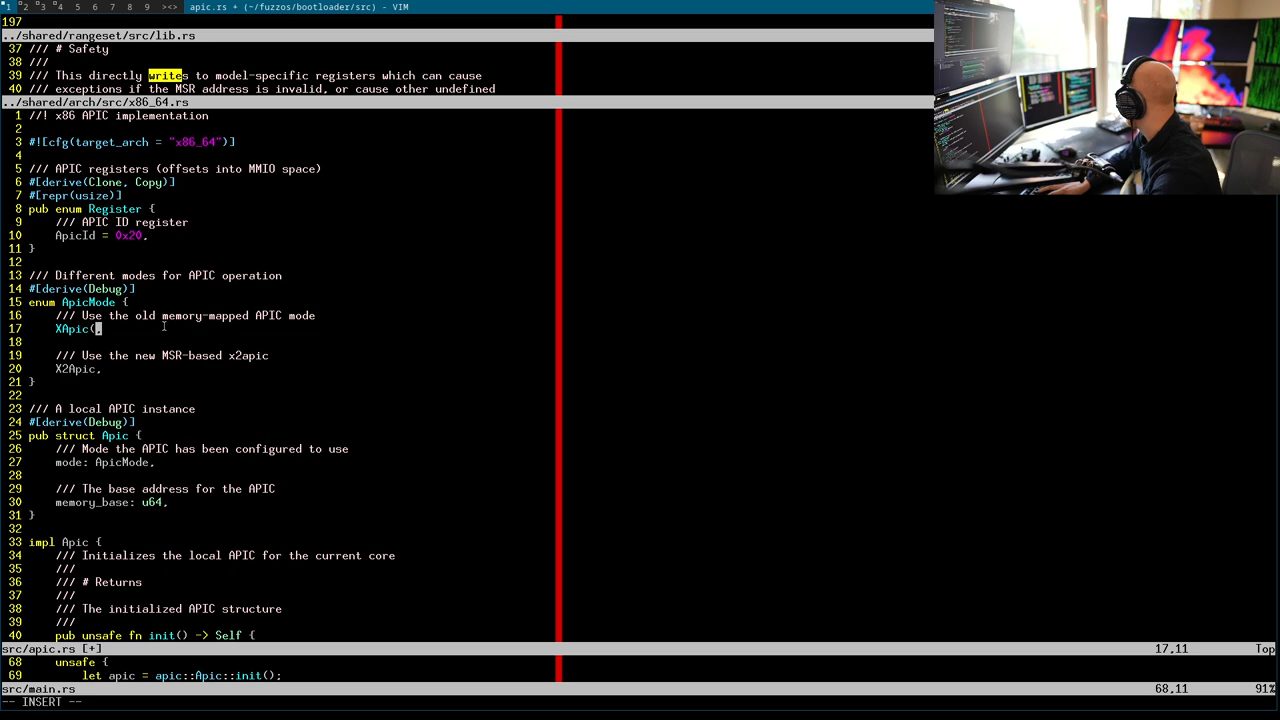 1 2 3 4 5 6 7 8 9 ><> apic.rs + (~/fuzzos/bootloader/src) - VIM
197
../shared/rangeset/src/lib.rs
37 /// # Safety
38 ///
39 /// This directly writes to model-specific registers which can cause
40 /// exceptions if the MSR address is invalid, or cause other undefined
../shared/arch/src/x86_64.rs
1 //! x86 APIC implementation
2
3 #![cfg(target_arch = "x86_64")]
4
5 /// APIC registers (offsets into MMIO space)
6 #[derive(Clone, Copy)]
7 #[repr(usize)]
8 pub enum Register {
9     /// APIC ID register
10     ApicId = 0x20,
11 }
12
13 /// Different modes for APIC operation
14 #[derive(Debug)]
15 enum ApicMode {
16     /// Use the old memory-mapped APIC mode
17     XApic(,
18
19     /// Use the new MSR-based x2apic
20     X2Apic,
21 }
22
23 /// A local APIC instance
24 #[derive(Debug)]
25 pub struct Apic {
26     /// Mode the APIC has been configured to use
27     mode: ApicMode,
28
29     /// The base address for the APIC
30     memory_base: u64,
31 }
32
33 impl Apic {
34     /// Initializes the local APIC for the current core
35     ///
36     /// # Returns
37     ///
38     /// The initialized APIC structure
39     ///
40     pub unsafe fn init() -> Self {
src/apic.rs [+] 17,11 Top
68     unsafe {
69         let apic = apic::Apic::init();
src/main.rs 68,11 91%
-- INSERT --